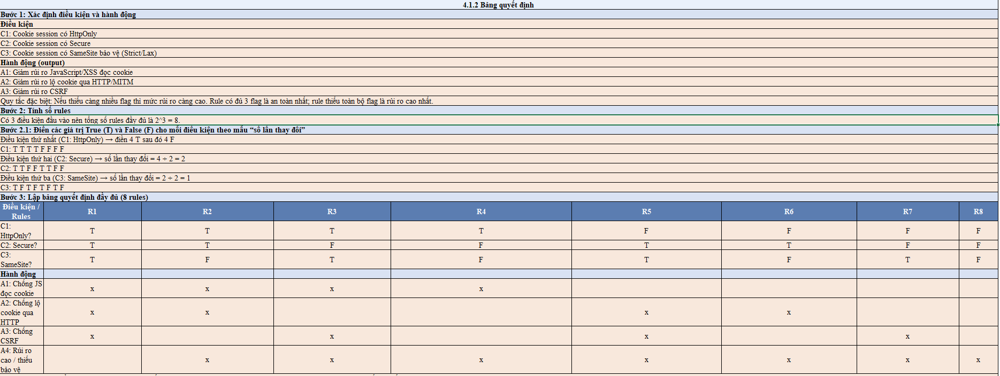 4.1.2 Bảng quyết định
Bước 1: Xác định điều kiện và hành động
Điều kiện
C1: Cookie session có HttpOnly
C2: Cookie session có Secure
C3: Cookie session có SameSite bảo vệ (Strict/Lax)
Hành động (output)
A1: Giảm rủi ro JavaScript/XSS đọc cookie
A2: Giảm rủi ro lộ cookie qua HTTP/MITM
A3: Giảm rủi ro CSRF
Quy tắc đặc biệt: Nếu thiếu càng nhiều flag thì mức rủi ro càng cao. Rule có đủ 3 flag là an toàn nhất; rule thiếu toàn bộ flag là rủi ro cao nhất.
Bước 2: Tính số rules
Có 3 điều kiện đầu vào nên tổng số rules đầy đủ là 2^3 = 8.
Bước 2.1: Điền các giá trị True (T) và False (F) cho mỗi điều kiện theo mẫu “số lần thay đổi”
Điều kiện thứ nhất (C1: HttpOnly) → điền 4 T sau đó 4 F
C1: T T T T F F F F
Điều kiện thứ hai (C2: Secure) → số lần thay đổi = 4 ÷ 2 = 2
C2: T T F F T T F F
Điều kiện thứ ba (C3: SameSite) → số lần thay đổi = 2 ÷ 2 = 1
C3: T F T F T F T F
Bước 3: Lập bảng quyết định đầy đủ (8 rules)
Điều kiện /
Rules
R1 R2 R3 R4 R5 R6 R7 R8
C1:
HttpOnly?
T T T T F F F F
C2: Secure? T T F F T T F F
C3:
SameSite?
T F T F T F T F
Hành động
A1: Chống JS
đọc cookie
x x x x
A2: Chống lộ
cookie qua
HTTP
x x x x
A3: Chống
CSRF
x x x x
A4: Rủi ro
cao / thiếu
bảo vệ
x x x x x x x